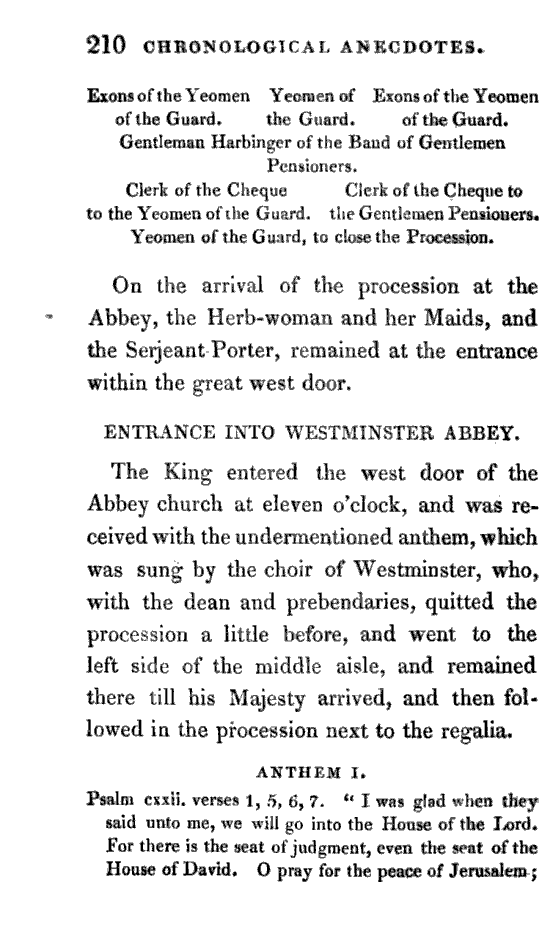 210 CHRONOLOGICAL ANECDOTES.
Exons of the Yeomen Yeomen of Exons of the Yeomen
of the Guard. the Guard. of the Guard.
Gentleman Harbinger of the Band of Gentlemen
Pensioners.
Clerk of the Cheque Clerk of the Cheque to
to the Yeomen of the Guard. the Gentlemen Pensioners.
Yeomen of the Guard, to close the Procession.
On the arrival of the procession at the
Abbey, the Herb-woman and her Maids, and
the Serjeant Porter, remained at the entrance
within the great west door.
ENTRANCE INTO WESTMINSTER ABBEY.
The King entered the west door of the
Abbey church at eleven o'clock, and was re-
ceived with the undermentioned anthem, which
was sung by the choir of Westminster, who,
with the dean and prebendaries, quitted the
procession a little before, and went to the
left side of the middle aisle, and remained
there till his Majesty arrived, and then fol-
lowed in the procession next to the regalia.
ANTHEM I.
Psalm cxxii. verses 1, 5, 6, 7. “ I was glad when they
said unto me, we will go into the House of the Lord.
For there is the seat of judgment, even the seat of the
House of David. O pray for the peace of Jerusalem ;